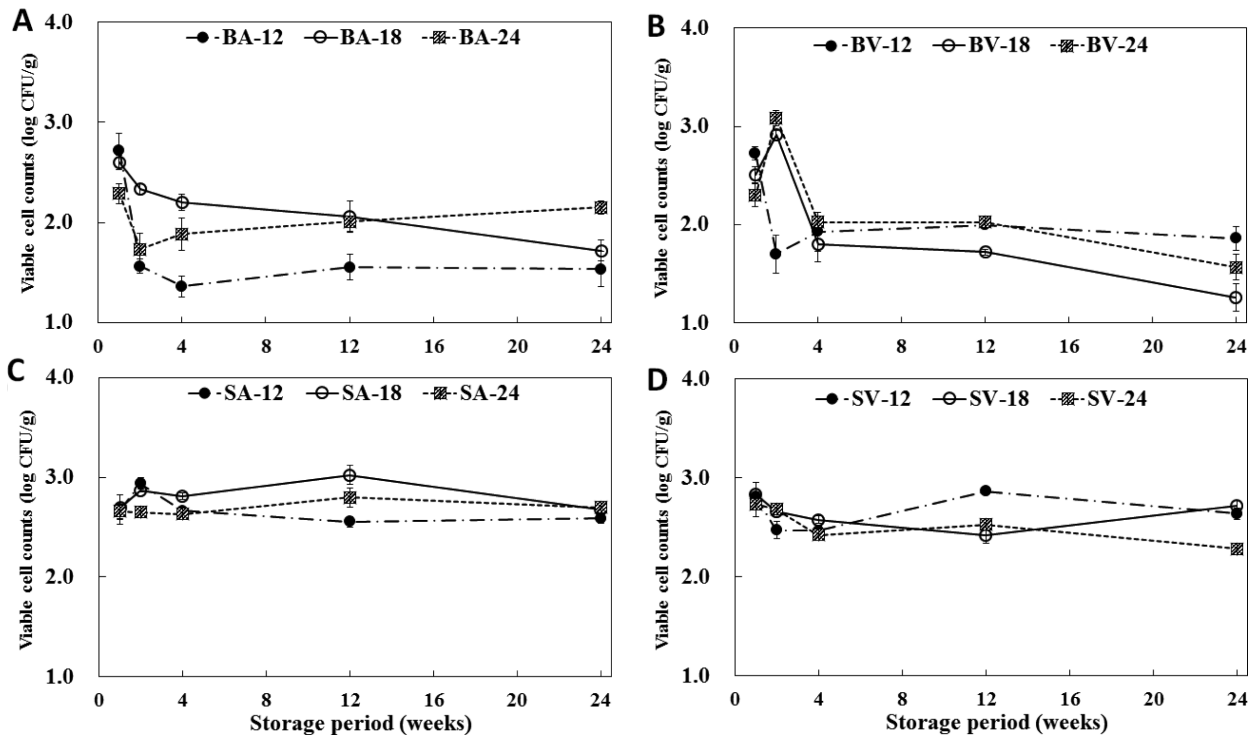 A
BA-12 BA-18 BA-24
Viable cell counts (log CFU/g)
4.0
3.0
2.0
1.0
0 4 8 12 16 20 24
B
BV-12 BV-18 BV-24
Viable cell counts (log CFU/g)
4.0
3.0
2.0
1.0
0 4 8 12 16 20 24
C
SA-12 SA-18 SA-24
Viable cell counts (log CFU/g)
4.0
3.0
2.0
1.0
0 4 8 12 16 20 24
Storage period (weeks)
D
SV-12 SV-18 SV-24
Viable cell counts (log CFU/g)
4.0
3.0
2.0
1.0
0 4 8 12 16 20 24
Storage period (weeks)